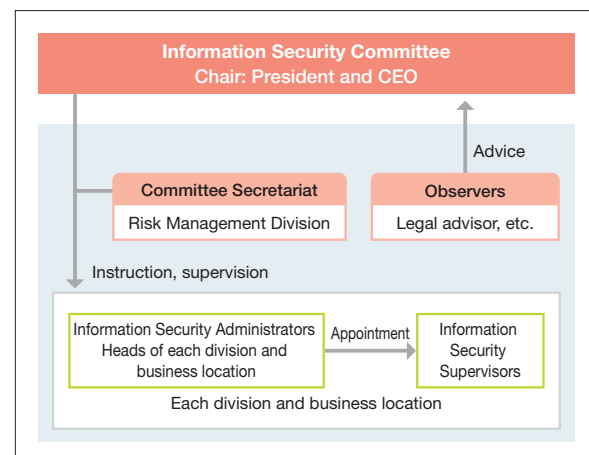 Information Security Committee
Chair: President and CEO
Advice
Committee Secretariat
Risk Management Division
Observers
Legal advisor, etc.
Instruction, supervision
Information Security Administrators
Heads of each division and
business location
Appointment
Information
Security
Supervisors
Each division and business location